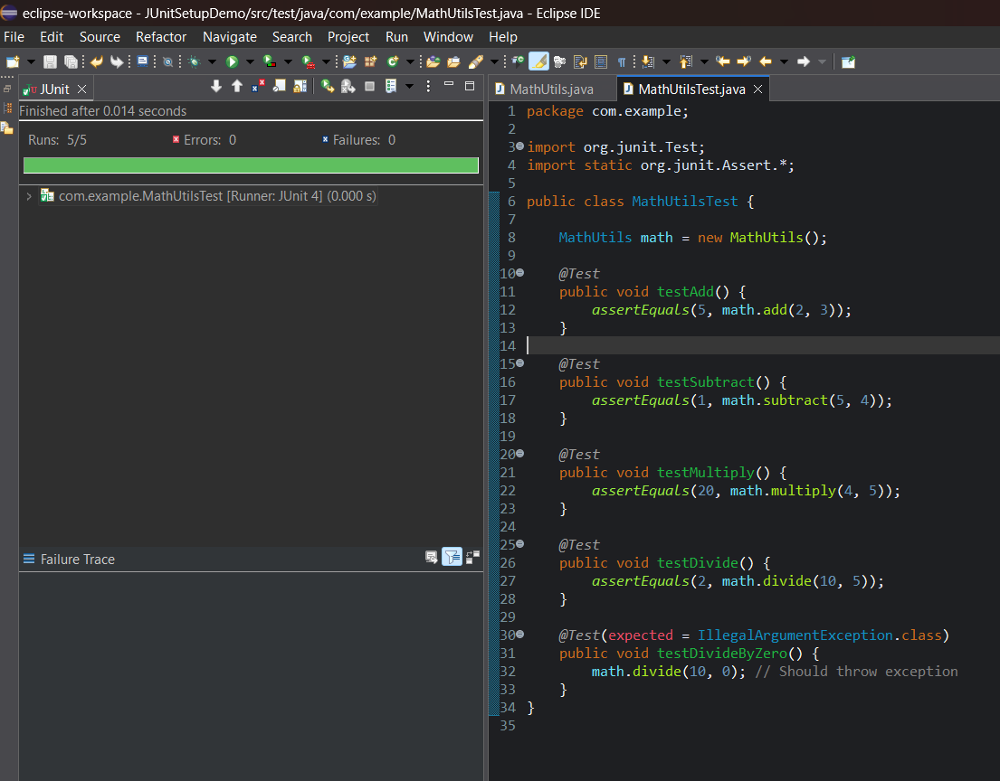 eclipse-workspace - JUnitSetupDemo/src/test/java/com/example/MathUtilsTest.java - Eclipse IDE
File Edit Source Refactor Navigate Search Project Run Window Help
JUnit
Finished after 0.014 seconds
Runs: 5/5 Errors: 0 Failures: 0
com.example.MathUtilsTest [Runner: JUnit 4] (0.000 s)
Failure Trace
MathUtils.java MathUtilsTest.java
1 package com.example;
2
3 import org.junit.Test;
4 import static org.junit.Assert.*;
5
6 public class MathUtilsTest {
7
8 MathUtils math = new MathUtils();
9
10 @Test
11 public void testAdd() {
12 assertEquals(5, math.add(2, 3));
13 }
14
15 @Test
16 public void testSubtract() {
17 assertEquals(1, math.subtract(5, 4));
18 }
19
20 @Test
21 public void testMultiply() {
22 assertEquals(20, math.multiply(4, 5));
23 }
24
25 @Test
26 public void testDivide() {
27 assertEquals(2, math.divide(10, 5));
28 }
29
30 @Test(expected = IllegalArgumentException.class)
31 public void testDivideByZero() {
32 math.divide(10, 0); // Should throw exception
33 }
34 }
35